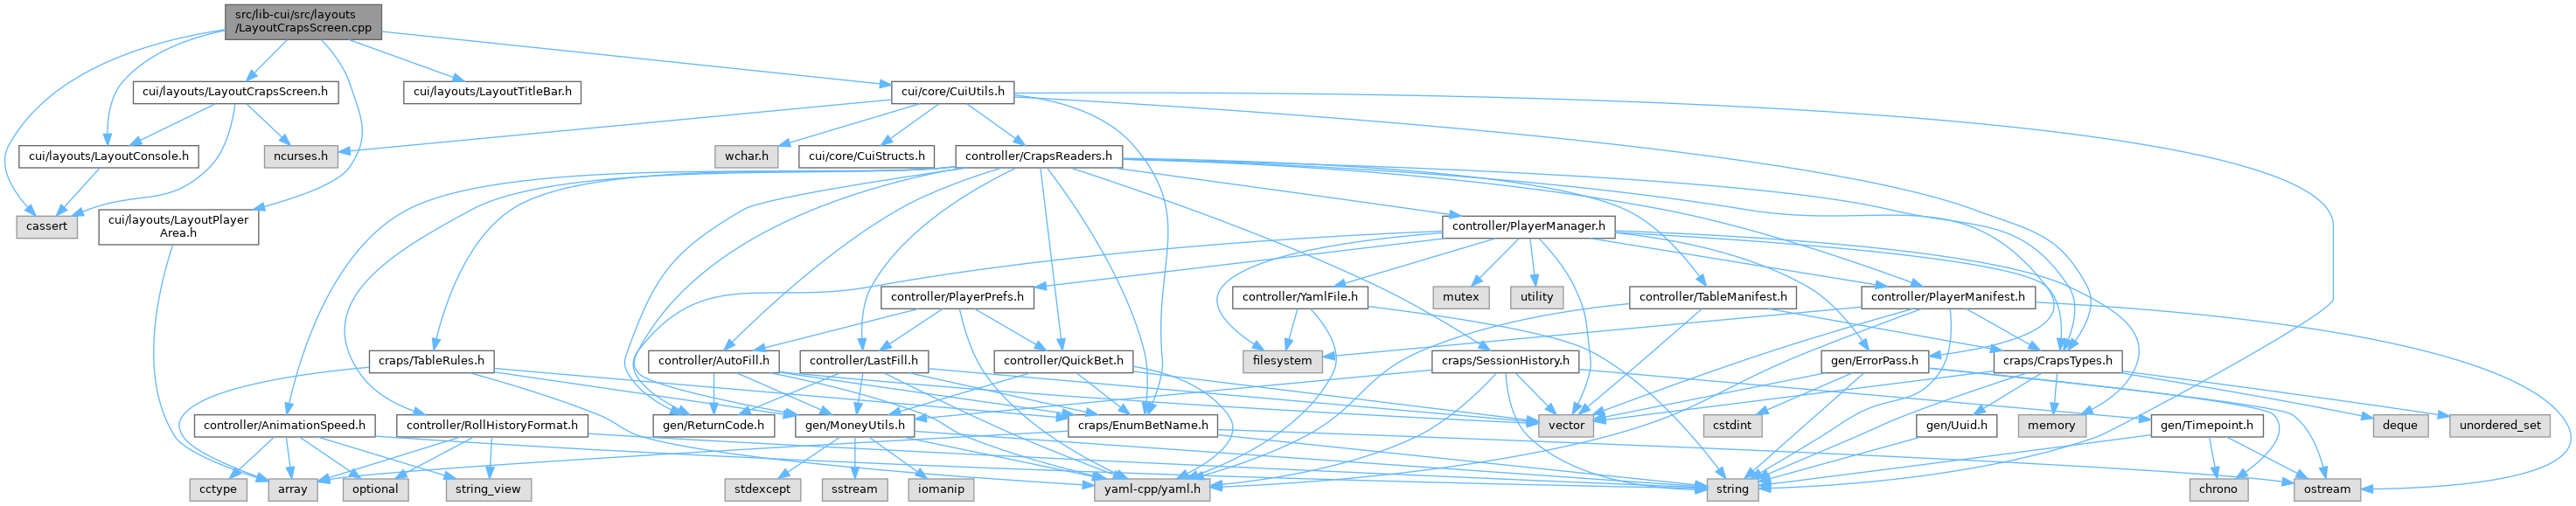 src/lib-cui/src/layouts
/LayoutCrapsScreen.cpp
cui/layouts/LayoutCrapsScreen.h
cui/layouts/LayoutTitleBar.h
cui/core/CuiUtils.h
cui/layouts/LayoutConsole.h
ncurses.h
wchar.h
cui/core/CuiStructs.h
controller/CrapsReaders.h
cassert
cui/layouts/LayoutPlayer
Area.h
controller/PlayerManager.h
controller/PlayerPrefs.h
controller/YamlFile.h
mutex
utility
controller/TableManifest.h
controller/PlayerManifest.h
craps/TableRules.h
controller/AutoFill.h
controller/LastFill.h
controller/QuickBet.h
filesystem
craps/SessionHistory.h
gen/ErrorPass.h
craps/CrapsTypes.h
controller/AnimationSpeed.h
controller/RollHistoryFormat.h
gen/ReturnCode.h
gen/MoneyUtils.h
craps/EnumBetName.h
vector
cstdint
gen/Uuid.h
memory
gen/Timepoint.h
deque
unordered_set
cctype
array
optional
string_view
stdexcept
sstream
iomanip
yaml-cpp/yaml.h
string
chrono
ostream